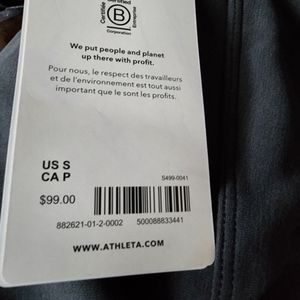 Certified
Certifiée
B
Corporation
We put people and planet
up there with profit.
Pour nous, le respect des travailleurs
et de l'environnement est tout aussi
important que le sont les profits.
US S
CA P
S499-0041
$99.00
882621-01-2-0002 500088833441
WWW.ATHLETA.COM